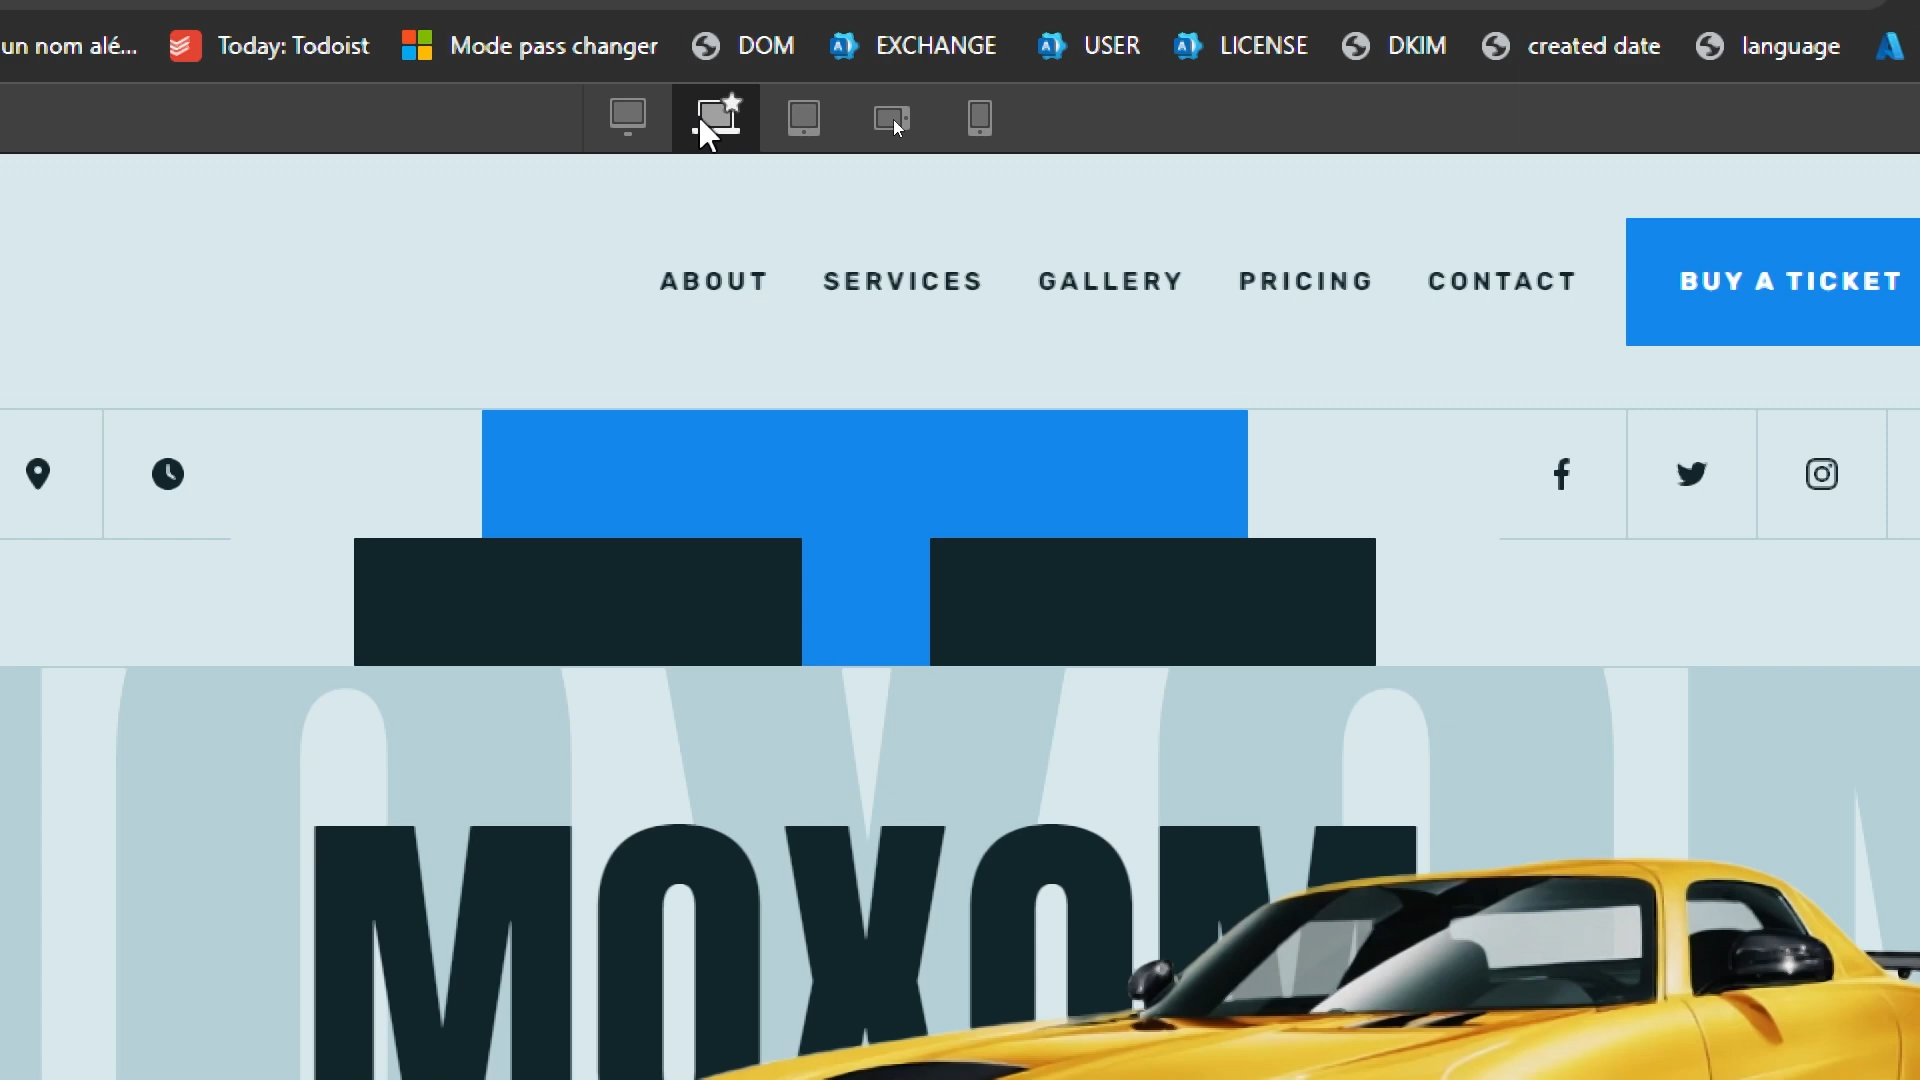 un nom alé... Today: Todoist Mode pass changer DOM EXCHANGE USER LICENSE DKIM created date language
ABOUT SERVICES GALLERY PRICING CONTACT BUY A TICKET
MOXOM